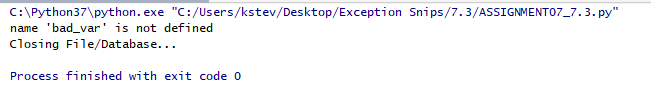 C:\Python37\python.exe "C:/Users/kstev/Desktop/Exception Snips/7.3/ASSIGNMENT07_7.3.py"
name 'bad_var' is not defined
Closing File/Database...
Process finished with exit code 0